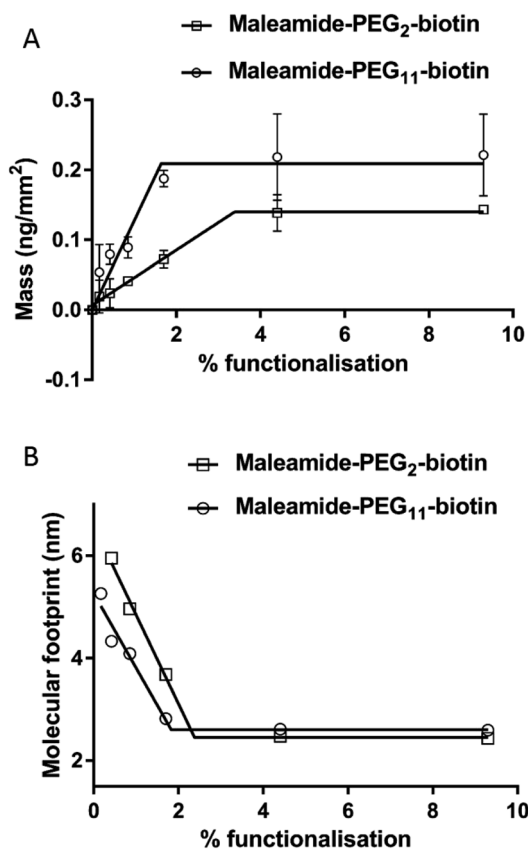 A
Maleamide-PEG2-biotin
Maleamide-PEG11-biotin
Mass (ng/mm²)
0.3
0.2
0.1
0.0
-0.1
2 4 6 8 10
% functionalisation
B
Maleamide-PEG2-biotin
Maleamide-PEG11-biotin
Molecular footprint (nm)
6
4
2
0 2 4 6 8 10
% functionalisation